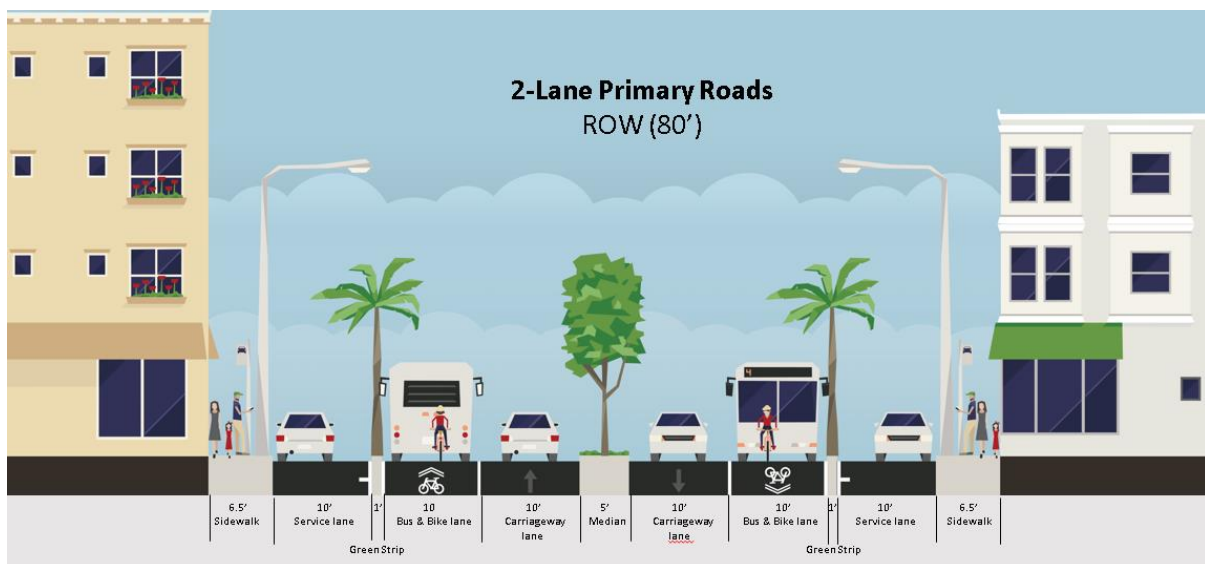 2-Lane Primary Roads
ROW (80’)
4
6.5’
Sidewalk
10’
Service lane
1’
10
Bus & Bike lane
10’
Carriageway
lane
5’
Median
10’
Carriageway
lane
10’
Bus & Bike lane
1’
10’
Service lane
6.5’
Sidewalk
Green Strip
Green Strip